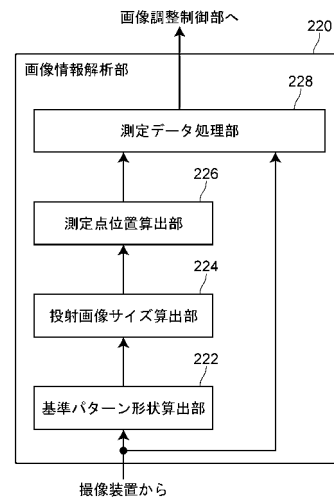 画像調整制御部へ
220
画像情報解析部
228
測定データ処理部
226
測定点位置算出部
224
投射画像サイズ算出部
222
基準パターン形状算出部
撮像装置から